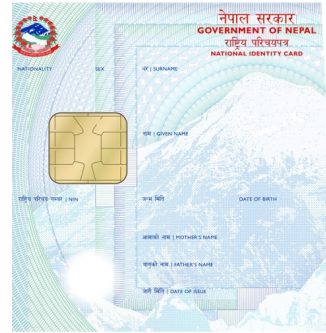 नेपाल सरकार
GOVERNMENT OF NEPAL
राष्ट्रिय परिचयपत्र
NATIONAL IDENTITY CARD
NATIONALITY
SEX
थर | SURNAME
नाम | GIVEN NAME
राष्ट्रिय परिचय नम्बर | NIN
जन्म मिति
DATE OF BIRTH
आमाको नाम | MOTHER'S NAME
बाबुको नाम | FATHER'S NAME
जारी मिति | DATE OF ISSUE